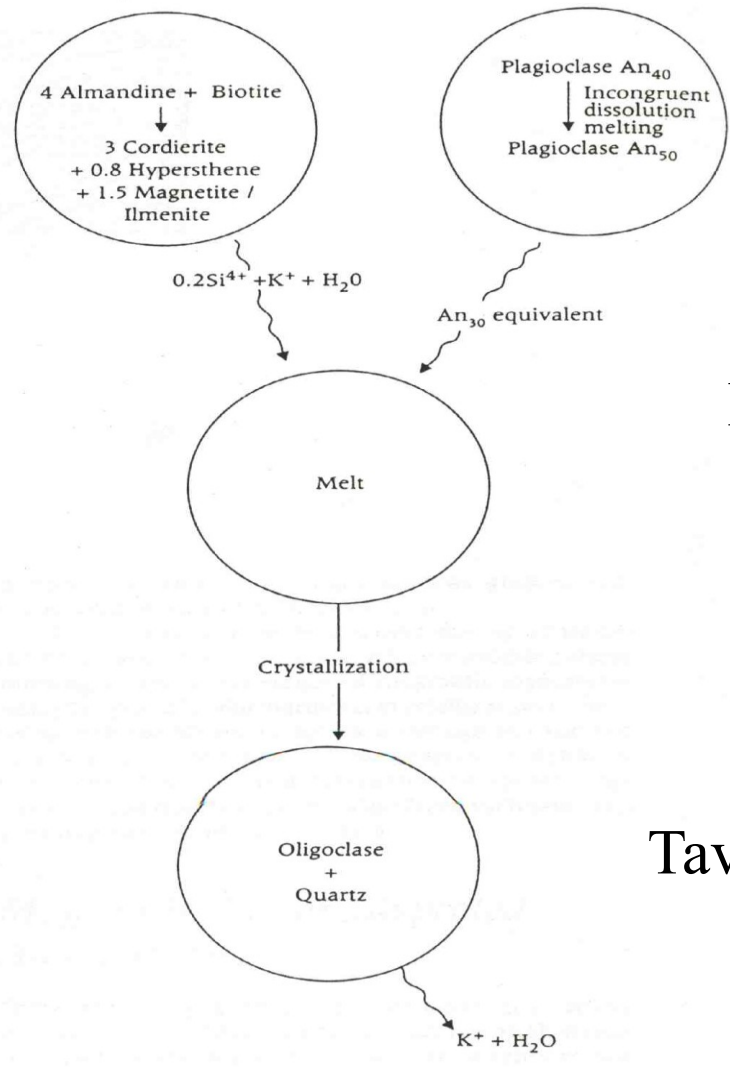 4 Almandine + Biotite
3 Cordierite
+ 0.8 Hypersthene
+ 1.5 Magnetite /
Ilmenite
Plagioclase An₄₀
Incongruent
dissolution
melting
Plagioclase An₅₀
0.2Si⁴⁺ +K⁺ + H₂0
An₃₀ equivalent
Melt
Crystallization
Oligoclase
+
Quartz
Tav
K⁺ + H₂O